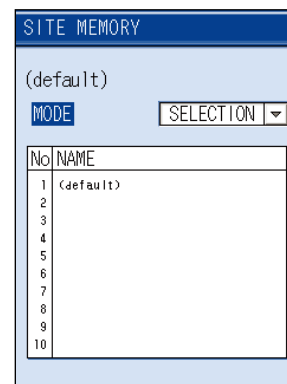 SITE MEMORY
(default)
MODE SELECTION
No NAME
1 (default)
2
3
4
5
6
7
8
9
10